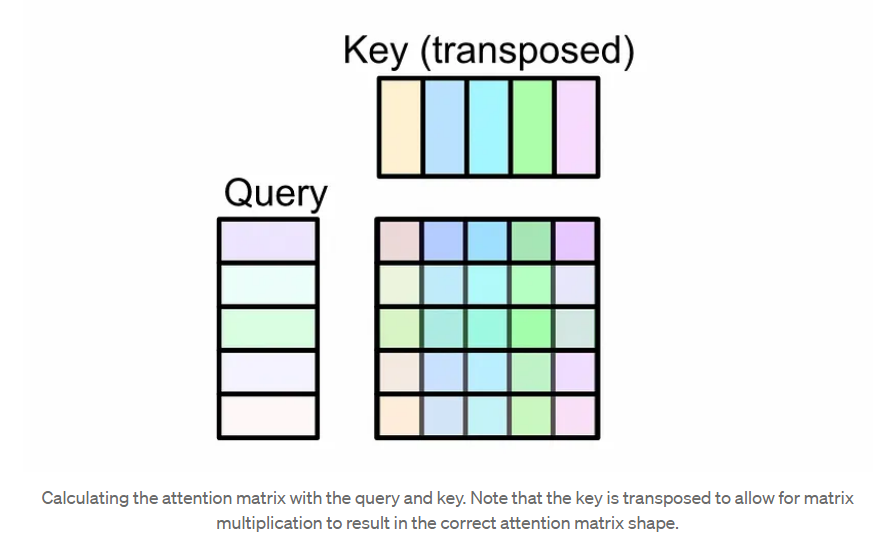 Key (transposed)
Query
Calculating the attention matrix with the query and key. Note that the key is transposed to allow for matrix
multiplication to result in the correct attention matrix shape.